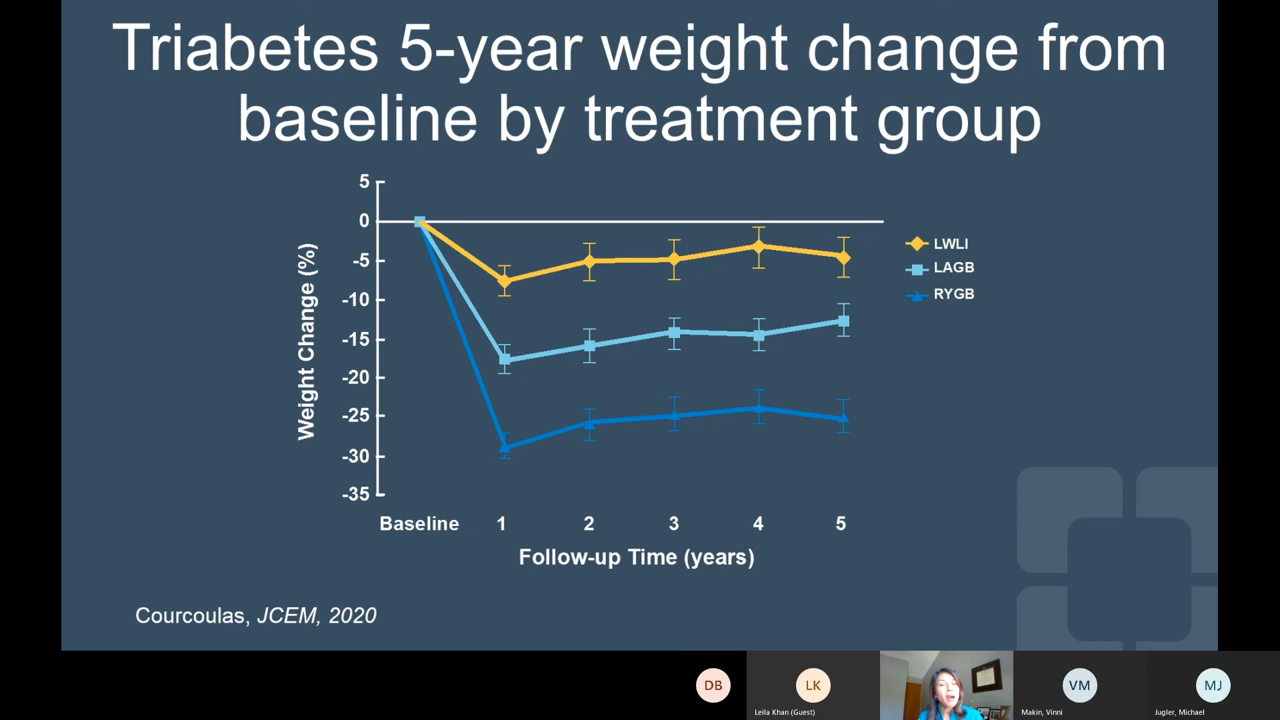 Triabetes 5-year weight change from
baseline by treatment group
5
0
-5
-10
-15
-20
-25
-30
-35
Weight Change (%)
LWLI
LAGB
RYGB
Baseline 1 2 3 4 5
Follow-up Time (years)
Courcoulas, JCEM, 2020
DB
LK
VM
MJ
Leila Khan (Guest)
Makin, Vinni
Jugler, Michael